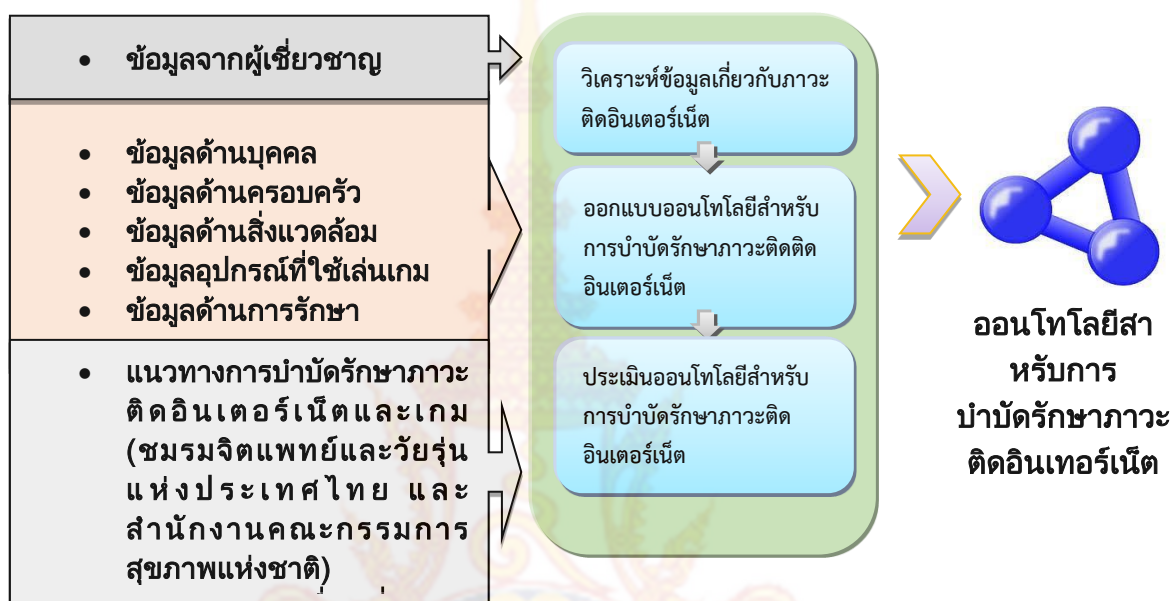 • ข้อมูลจากผู้เชี่ยวชาญ
• ข้อมูลด้านบุคคล
• ข้อมูลด้านครอบครัว
• ข้อมูลด้านสิ่งแวดล้อม
• ข้อมูลอุปกรณ์ที่ใช้เล่นเกม
• ข้อมูลด้านการรักษา
• แนวทางการบำบัดรักษาภาวะ
ติดอินเตอร์เน็ตและเกม
(ชมรมจิตแพทย์และวัยรุ่น
แห่งประเทศไทย และ
สำนักงานคณะกรรมการ
สุขภาพแห่งชาติ)
วิเคราะห์ข้อมูลเกี่ยวกับภาวะ
ติดอินเตอร์เน็ต
ออกแบบออนโทโลยีสำหรับ
การบำบัดรักษาภาวะติดติด
อินเตอร์เน็ต
ประเมินออนโทโลยีสำหรับ
การบำบัดรักษาภาวะติด
อินเตอร์เน็ต
ออนโทโลยีสา
หรับการ
บำบัดรักษาภาวะ
ติดอินเทอร์เน็ต